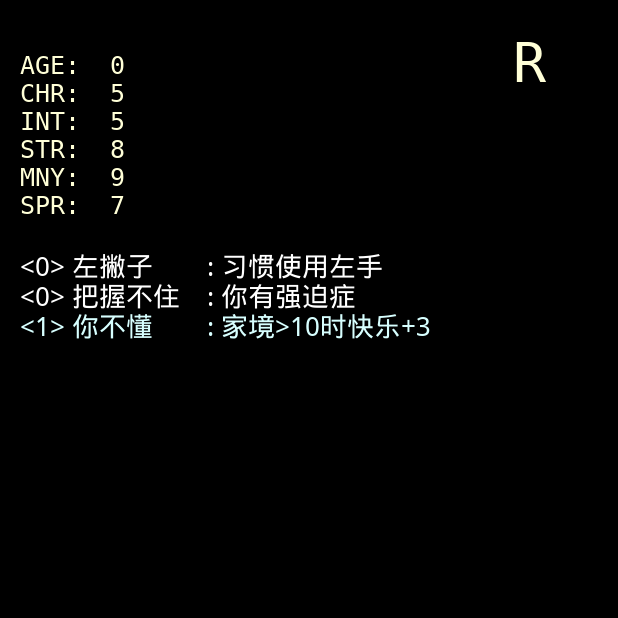 R
AGE: 0
CHR: 5
INT: 5
STR: 8
MNY: 9
SPR: 7
<0> 左撇子 : 习惯使用左手
<0> 把握不住 : 你有强迫症
<1> 你不懂 : 家境>10时快乐+3